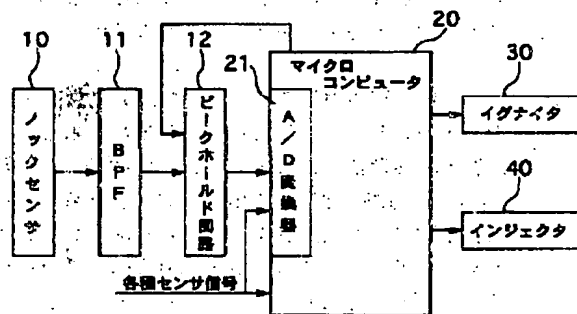 10
11
12
20
21
30
40
ノックセンサ
BPF
ピークホールド回路
A/D変換器
マイクロ
コンピュータ
イグナイタ
インジェクタ
各種センサ信号